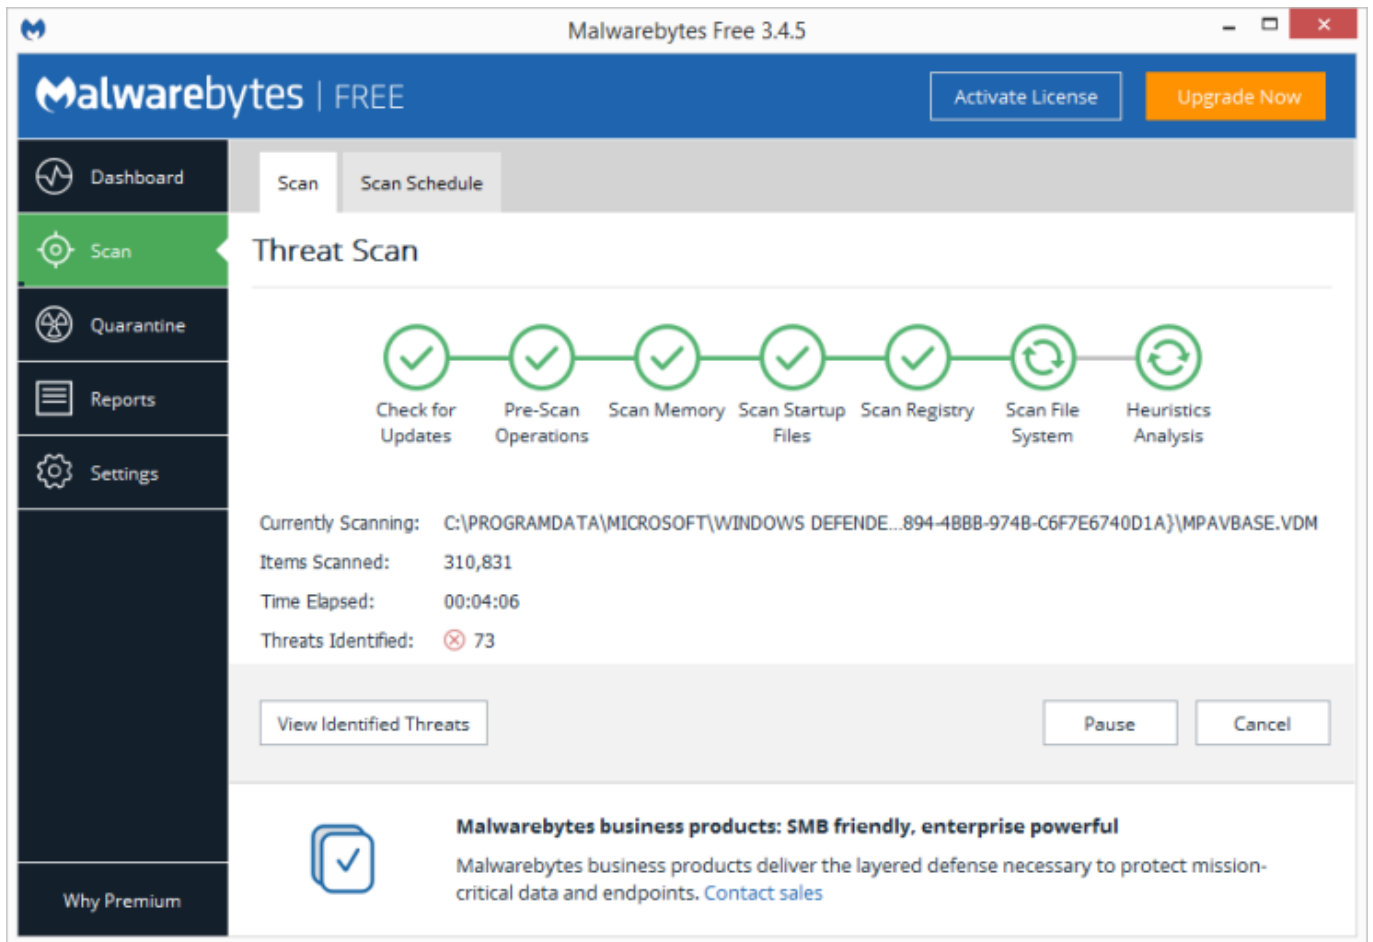 Malwarebytes Free 3.4.5
Malwarebytes | FREE
Activate License
Upgrade Now
Dashboard
Scan
Quarantine
Reports
Settings
Why Premium
Scan
Scan Schedule
Threat Scan
Check for
Updates
Pre-Scan
Operations
Scan Memory
Scan Startup
Files
Scan Registry
Scan File
System
Heuristics
Analysis
Currently Scanning: C:\PROGRAMDATA\MICROSOFT\WINDOWS DEFENDE...894-4BBB-974B-C6F7E6740D1A}\MPAVBASE.VDM
Items Scanned: 310,831
Time Elapsed: 00:04:06
Threats Identified: 73
View Identified Threats
Pause
Cancel
Malwarebytes business products: SMB friendly, enterprise powerful
Malwarebytes business products deliver the layered defense necessary to protect mission-
critical data and endpoints. Contact sales